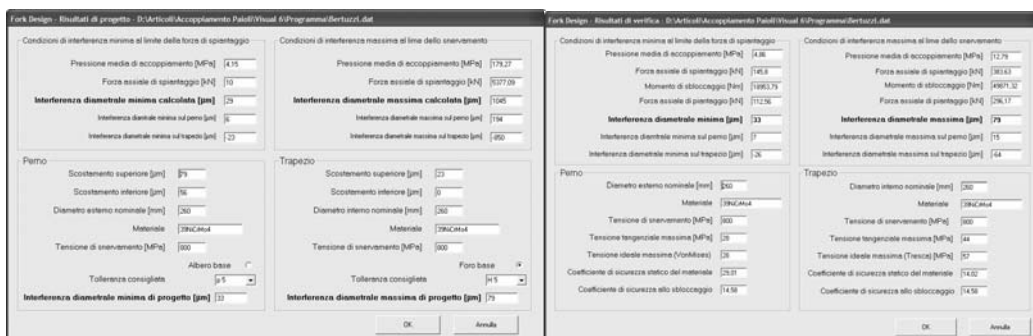 Fork Design - Risultati di progetto - D:\Articoli\Accoppiamento Paioli\Visual 6\Programma\Bertuzzi.dat
Condizioni di interferenza minima al limite della forza di spiantaggio
Pressione media di accoppiamento [MPa] 4,15
Forza assiale di spiantaggio [kN] 10
Interferenza diametrale minima calcolata [µm] 29
Interferenza diametrale minima sul perno [µm] 6
Interferenza diametrale minima sul trapezio [µm] -23
Condizioni di interferenza massima al lime dello snervamento
Pressione media di accoppiamento [MPa] 179,27
Forza assiale di spiantaggio [kN] 5377,09
Interferenza diametrale massima calcolata [µm] 1045
Interferenza diametrale massima sul perno [µm] 194
Interferenza diametrale massima sul trapezio [µm] -850
Perno
Scostamento superiore [µm] 79
Scostamento inferiore [µm] 56
Diametro esterno nominale [mm] 260
Materiale 39NiCrMo4
Tensione di snervamento [MPa] 800
Albero base
Tolleranza consigliata p 5
Interferenza diametrale minima di progetto [µm] 33
Trapezio
Scostamento superiore [µm] 23
Scostamento inferiore [µm] 0
Diametro interno nominale [mm] 260
Materiale 39NiCrMo4
Tensione di snervamento [MPa] 800
Foro base
Tolleranza consigliata H 5
Interferenza diametrale massima di progetto [µm] 79
OK
Annulla
Fork Design - Risultati di verifica - D:\Articoli\Accoppiamento Paioli\Visual 6\Programma\Bertuzzi.dat
Condizioni di interferenza minima al limite della forza di spiantaggio
Pressione media di accoppiamento [MPa] 4,86
Forza assiale di spiantaggio [kN] 145,8
Momento di sbloccaggio [Nm] 18953,79
Forza assiale di piantaggio [kN] 112,56
Interferenza diametrale minima [µm] 33
Interferenza diametrale minima sul perno [µm] 7
Interferenza diametrale minima sul trapezio [µm] -26
Condizioni di interferenza massima al lime dello snervamento
Pressione media di accoppiamento [MPa] 12,79
Forza assiale di spiantaggio [kN] 383,63
Momento di sbloccaggio [Nm] 49871,32
Forza assiale di piantaggio [kN] 296,17
Interferenza diametrale massima [µm] 79
Interferenza diametrale massima sul perno [µm] 15
Interferenza diametrale massima sul trapezio [µm] -64
Perno
Diametro esterno nominale [mm] 260
Materiale 39NiCrMo4
Tensione di snervamento [MPa] 800
Tensione tangenziale massima [MPa] 28
Tensione ideale massima (VonMises) 28
Coefficiente di sicurezza statico del materiale 29,01
Coefficiente di sicurezza allo sbloccaggio 14,58
Trapezio
Diametro interno nominale [mm] 260
Materiale 39NiCrMo4
Tensione di snervamento [MPa] 800
Tensione tangenziale massima [MPa] 44
Tensione ideale massima (Tresca) [MPa] 57
Coefficiente di sicurezza statico del materiale 14,02
Coefficiente di sicurezza allo sbloccaggio 14,58
OK
Annulla